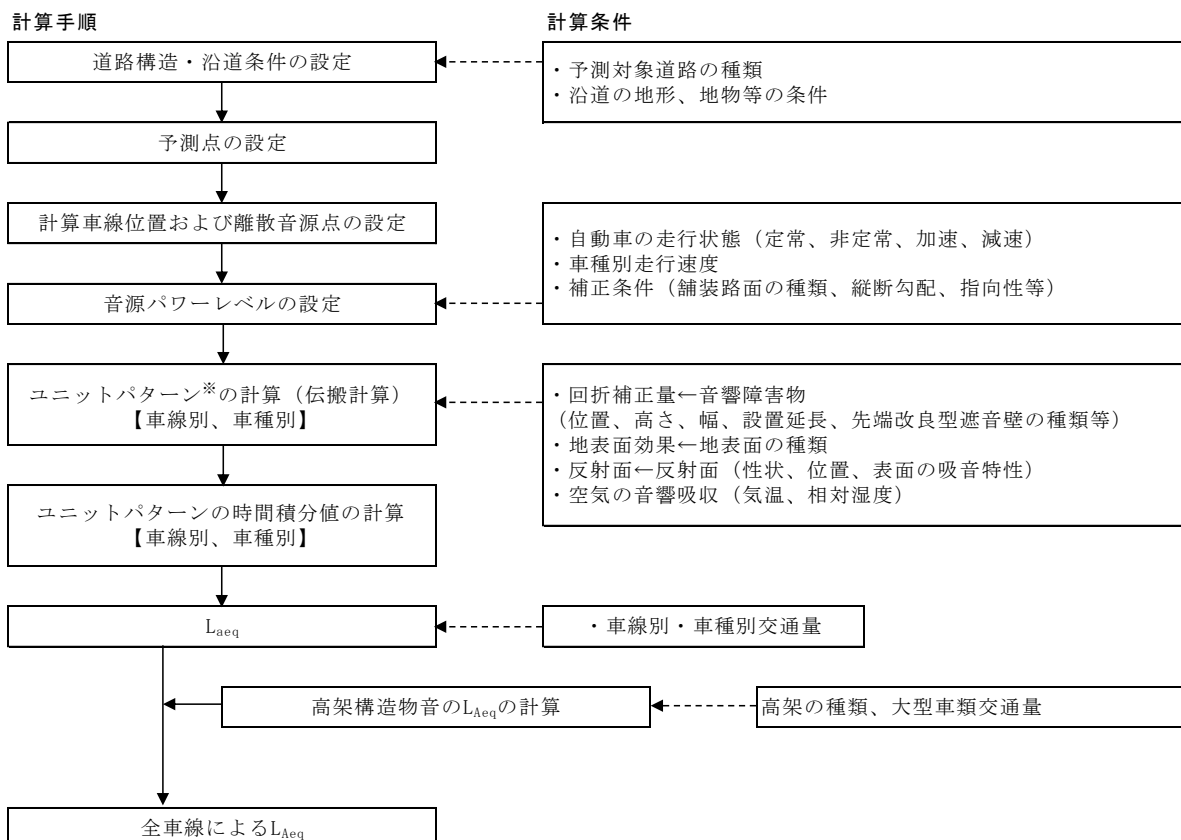 計算手順
計算条件
道路構造・沿道条件の設定
・予測対象道路の種類
・沿道の地形、地物等の条件
予測点の設定
計算車線位置および離散音源点の設定
・自動車の走行状態（定常、非定常、加速、減速）
・車種別走行速度
・補正条件（舗装路面の種類、縦断勾配、指向性等）
音源パワーレベルの設定
ユニットパターン※の計算（伝搬計算）
【車線別、車種別】
・回折補正量←音響障害物
(位置、高さ、幅、設置延長、先端改良型遮音壁の種類等）
・地表面効果←地表面の種類
・反射面←反射面（性状、位置、表面の吸音特性）
・空気の音響吸収（気温、相対湿度）
ユニットパターンの時間積分値の計算
【車線別、車種別】
Laeq
・車線別・車種別交通量
高架構造物音のLAeqの計算
高架の種類、大型車類交通量
全車線によるLAeq